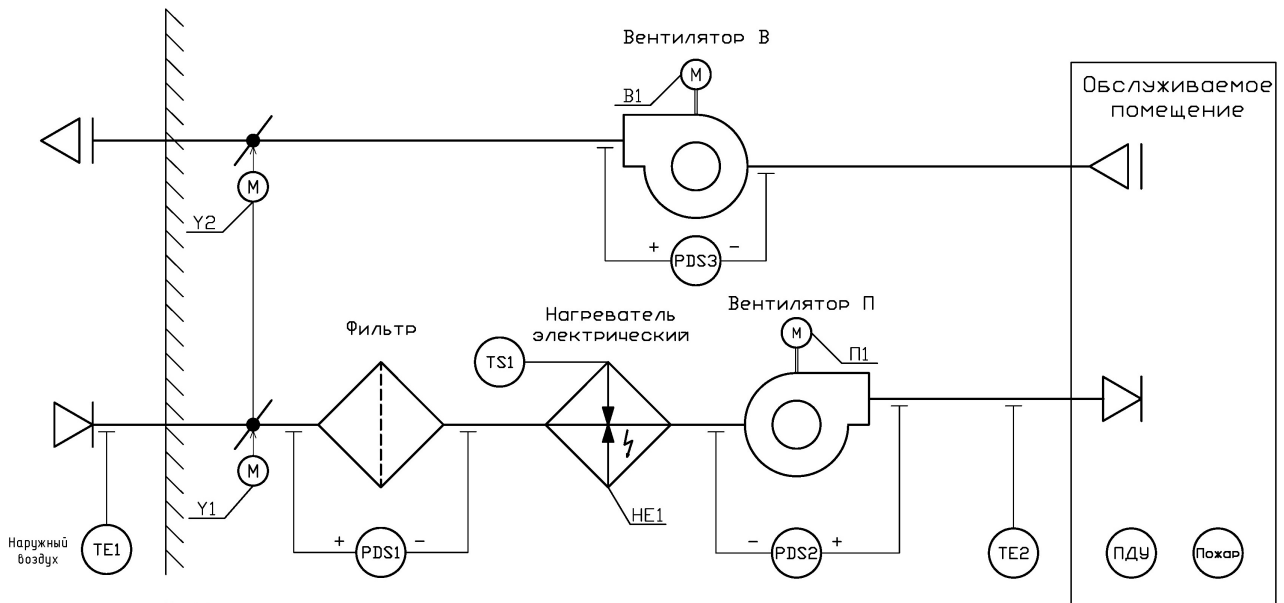 Вентилятор В
М
В1
Обслуживаемое
помещение
М
Y2
+
PDS3
-
Вентилятор П
Нагреватель
электрический
Фильтр
М
П1
TS1
М
Y1
HE1
Наружный
воздух
TE1
+
PDS1
-
-
PDS2
+
TE2
ПДУ
Пожар